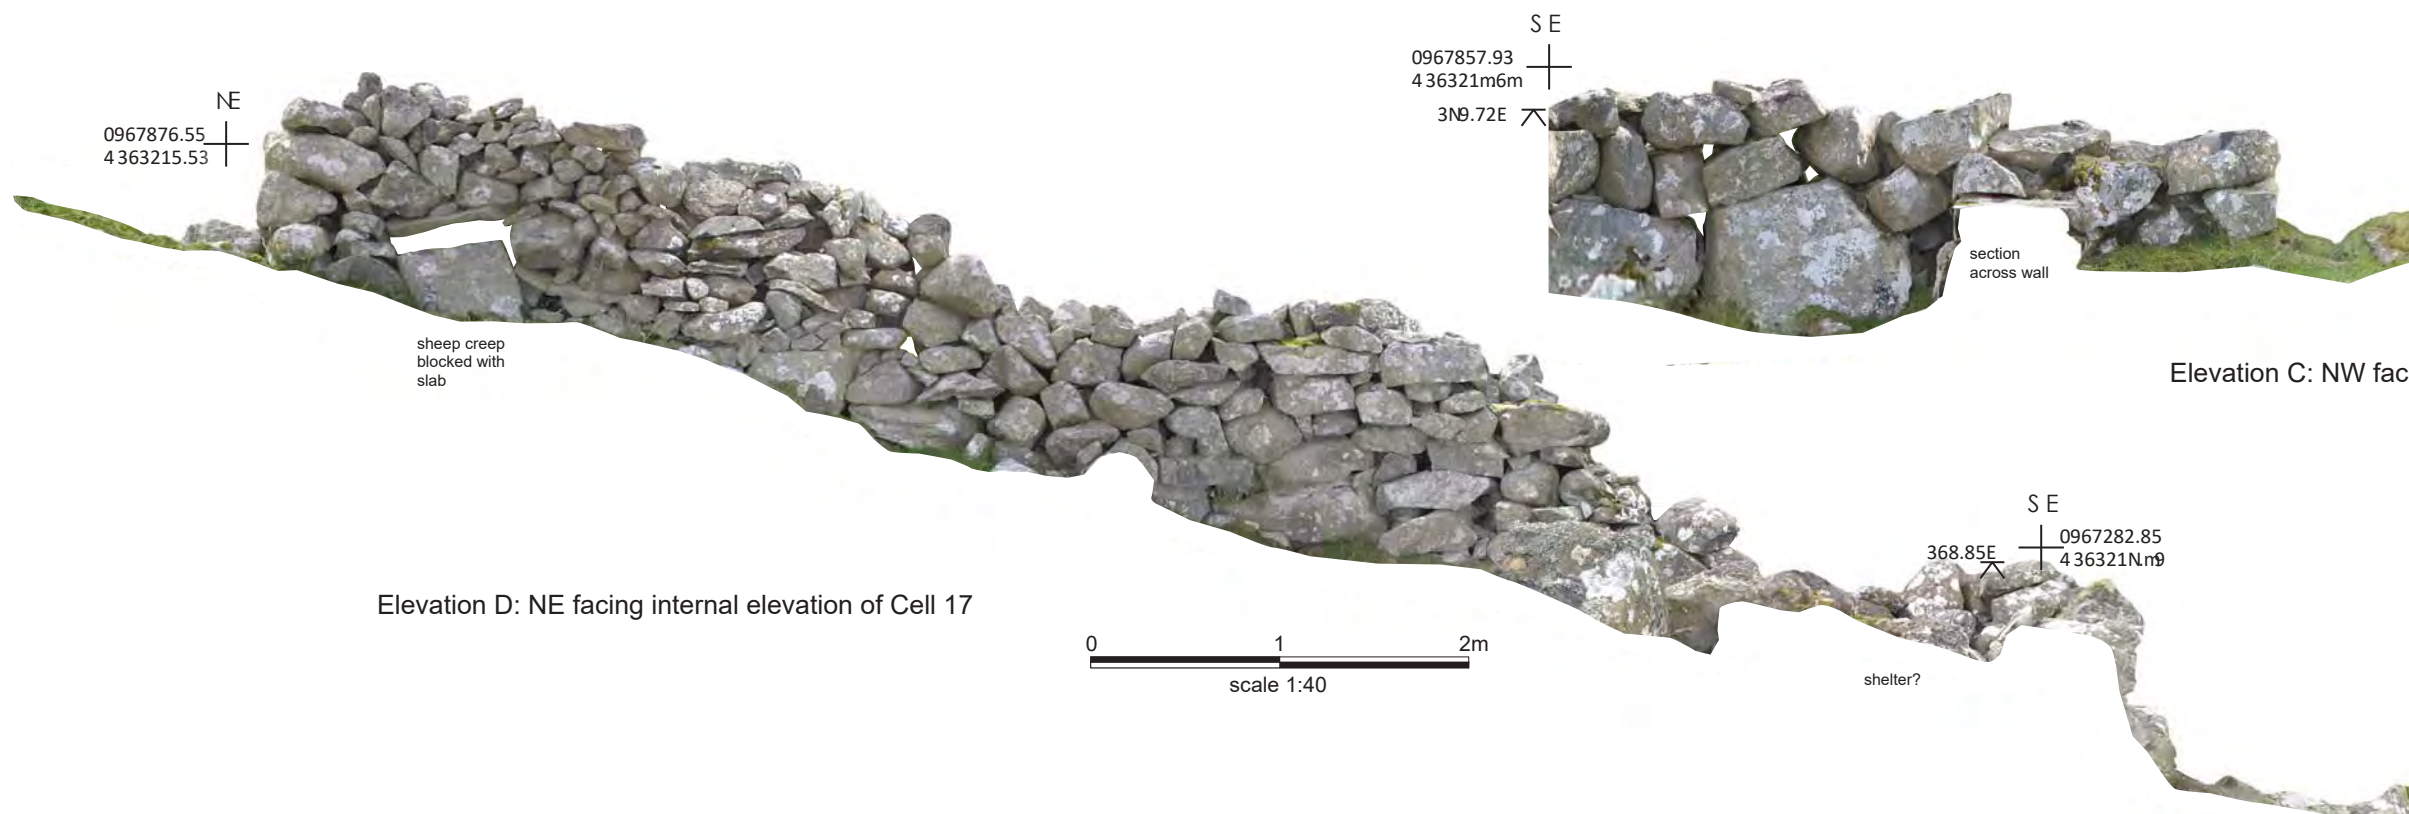 NE
0967876.55
4363215.53
sheep creep
blocked with
slab
Elevation D: NE facing internal elevation of Cell 17
0 1 2m
scale 1:40
SE
0967857.93
436321m.6m
3N9.72E
section
across wall
Elevation C: NW fac
SE
368.85E
0967282.85
436321N.m9
shelter?